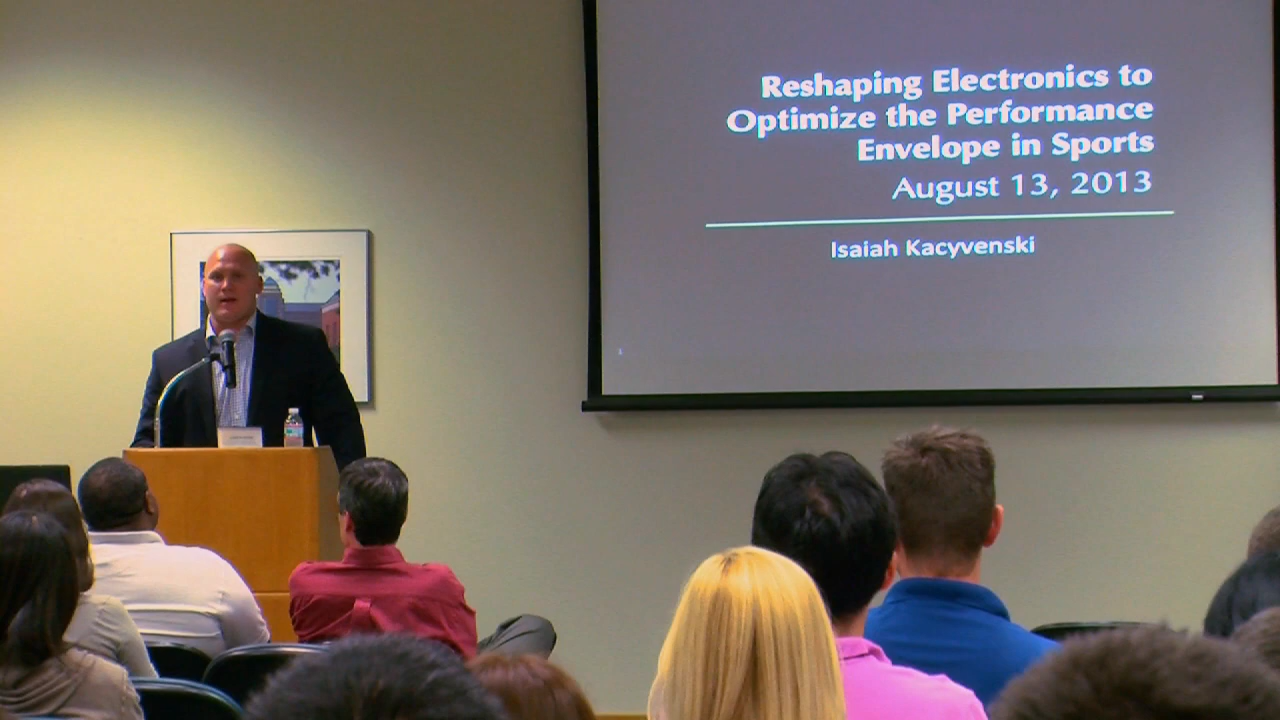 Reshaping Electronics to
Optimize the Performance
Envelope in Sports
August 13, 2013
Isaiah Kacyvenski